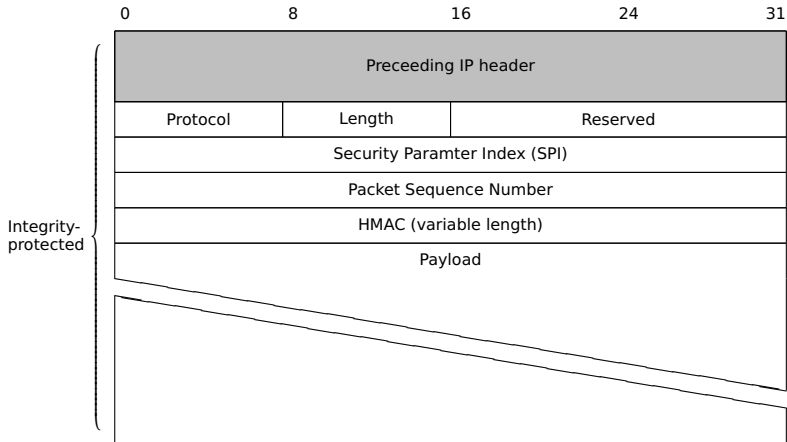 0 8 16 24 31
Preceeding IP header
Protocol Length Reserved
Security Paramter Index (SPI)
Packet Sequence Number
HMAC (variable length)
Integrity-
protected
Payload